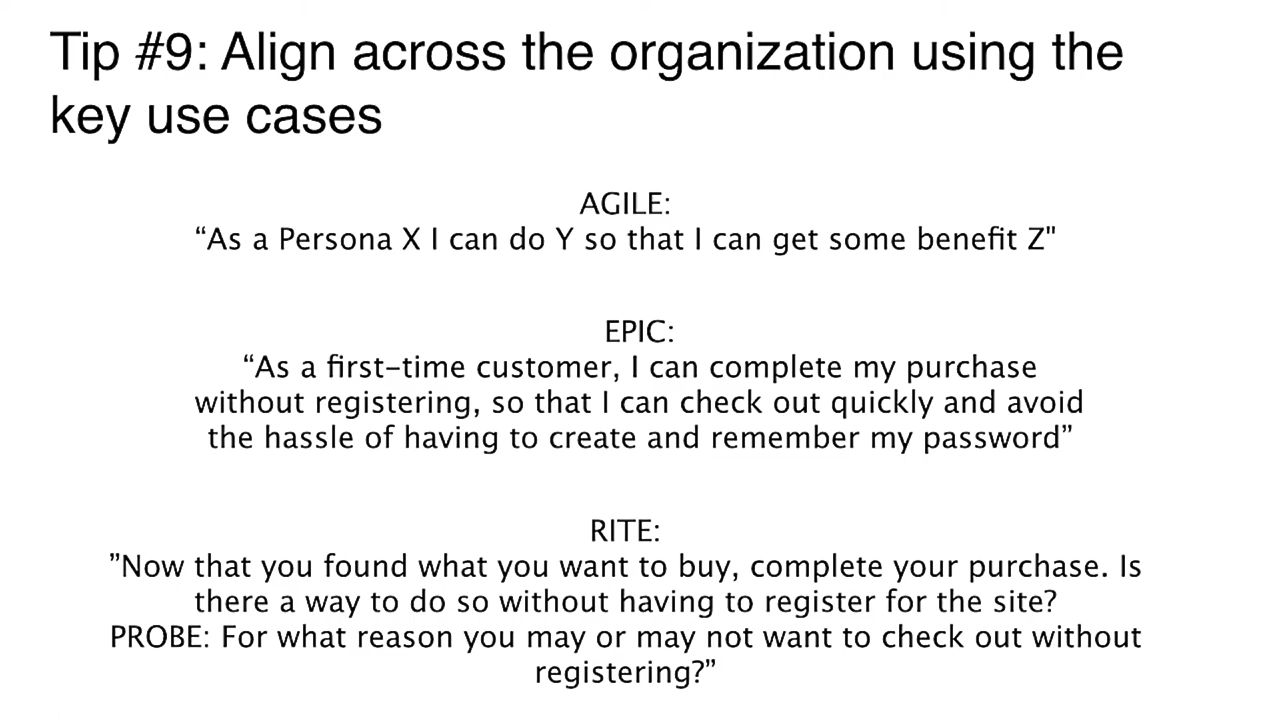 Tip #9: Align across the organization using the
key use cases
AGILE:
“As a Persona X I can do Y so that I can get some benefit Z"
EPIC:
“As a first-time customer, I can complete my purchase
without registering, so that I can check out quickly and avoid
the hassle of having to create and remember my password”
RITE:
”Now that you found what you want to buy, complete your purchase. Is
there a way to do so without having to register for the site?
PROBE: For what reason you may or may not want to check out without
registering?”